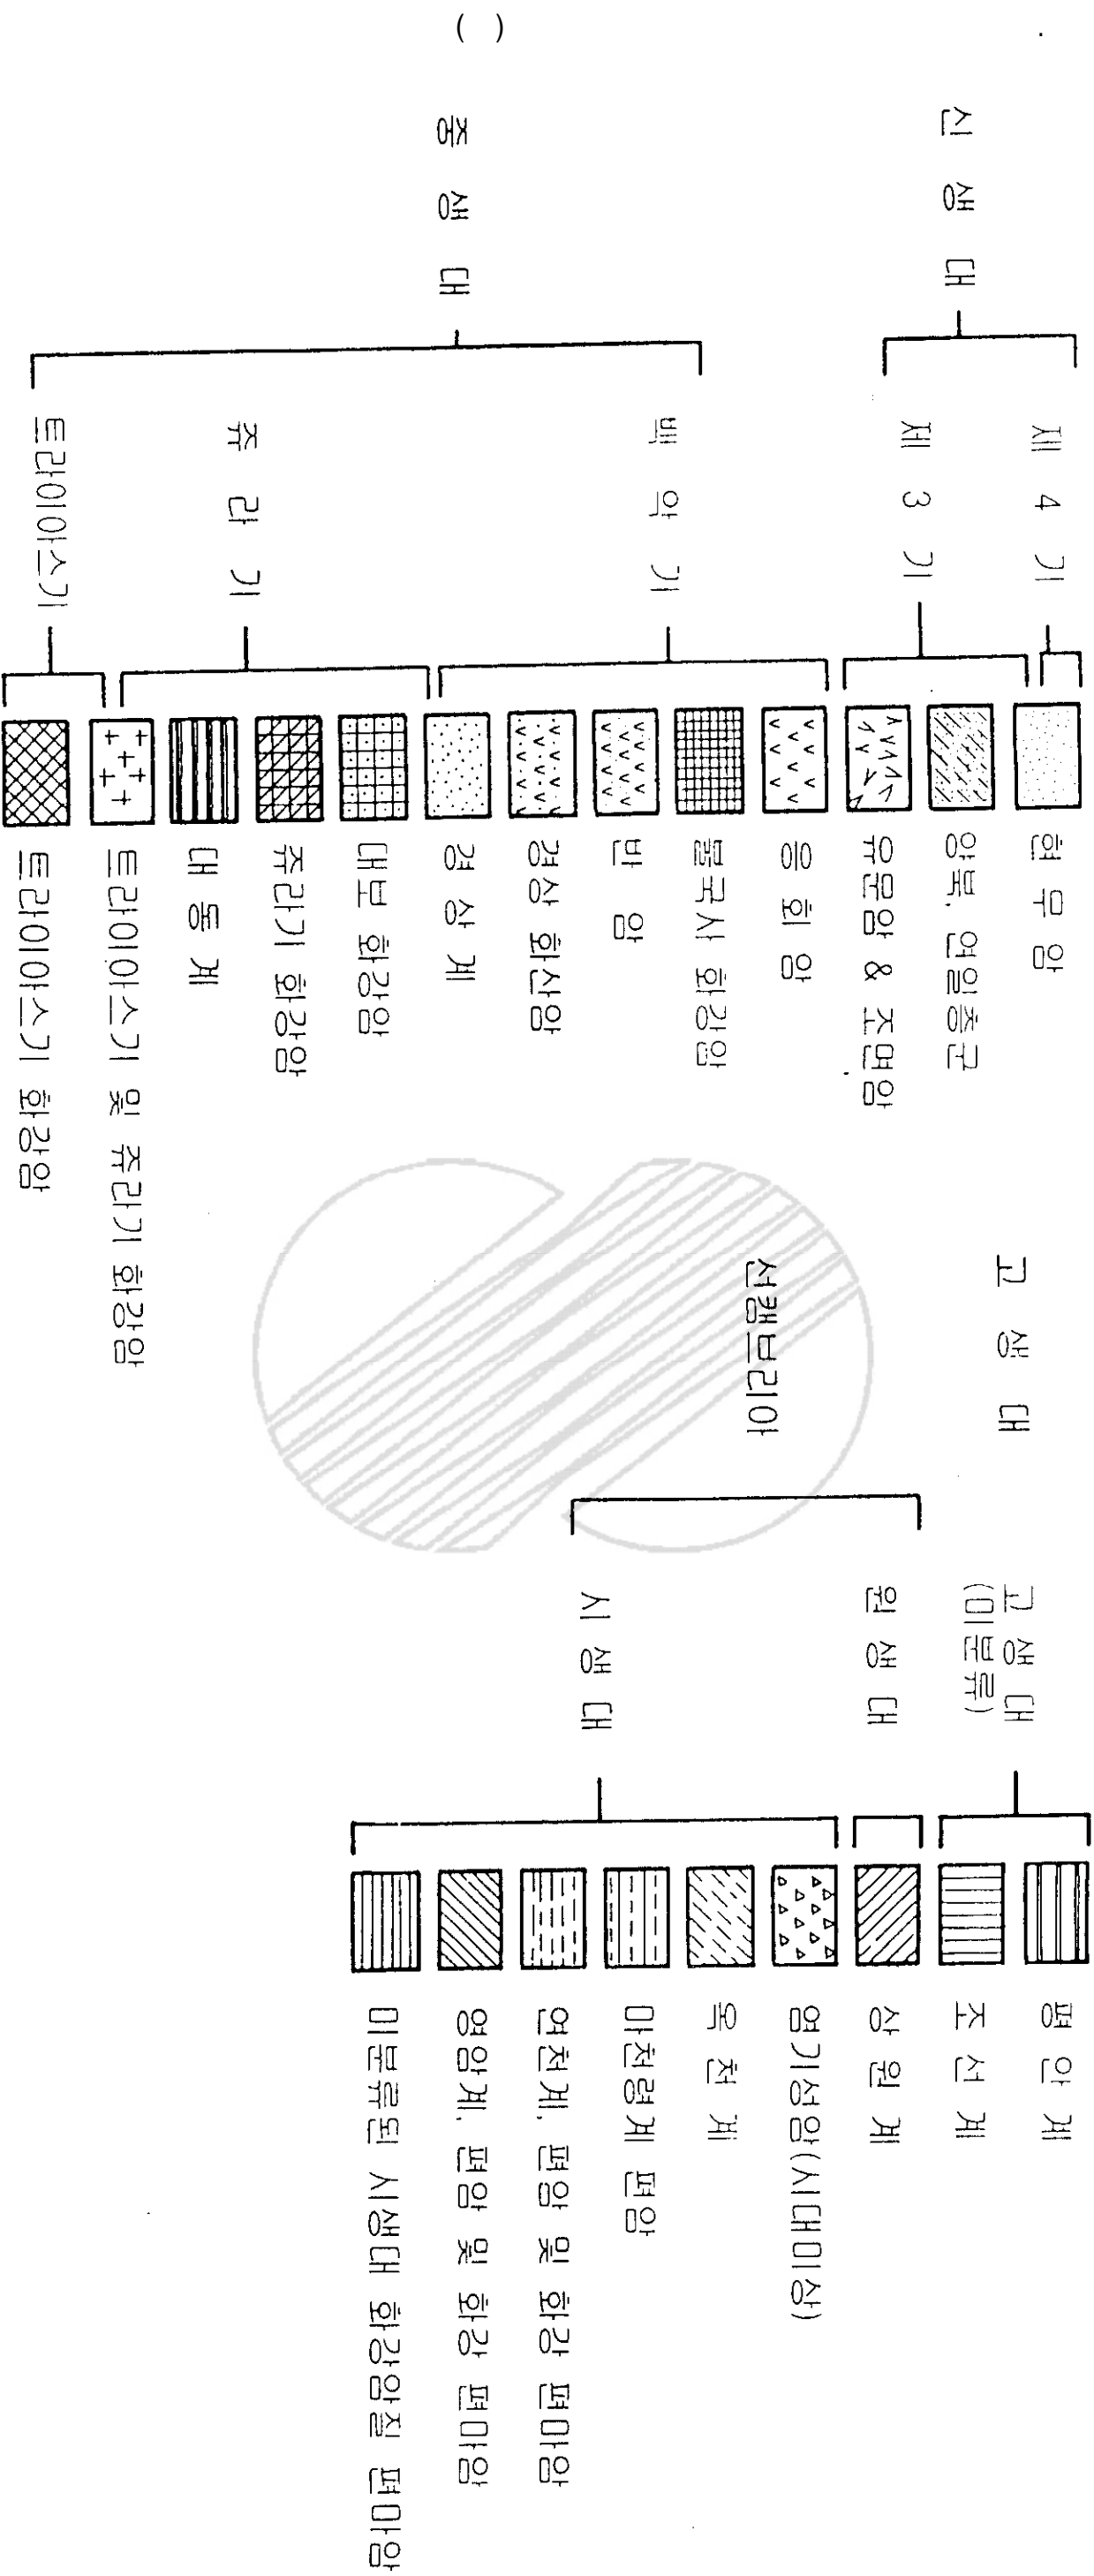 ( )
신 생 대
제 4 기
현 무 암
제 3 기
양북, 연일층군
유문암 & 조면암
중 생 대
백 악 기
응 회 암
불국사 화강암
반 암
경상 화산암
경 상 계
쥬 라 기
대보 화강암
쥬라기 화강암
대 동 계
트라이아스기 및 쥬라기 화강암
트라이아스기
트라이아스기 화강암
고 생 대
고 생 대
(미분류)
평 안 계
조 선 계
선캠브리아
원 생 대
상 원 계
시 생 대
염기성암(시대미상)
옥 천 계
마천령계 편암
연천계, 편암 및 화강 편마암
영암계, 편암 및 화강 편마암
미분류된 시생대 화강암질 편마암